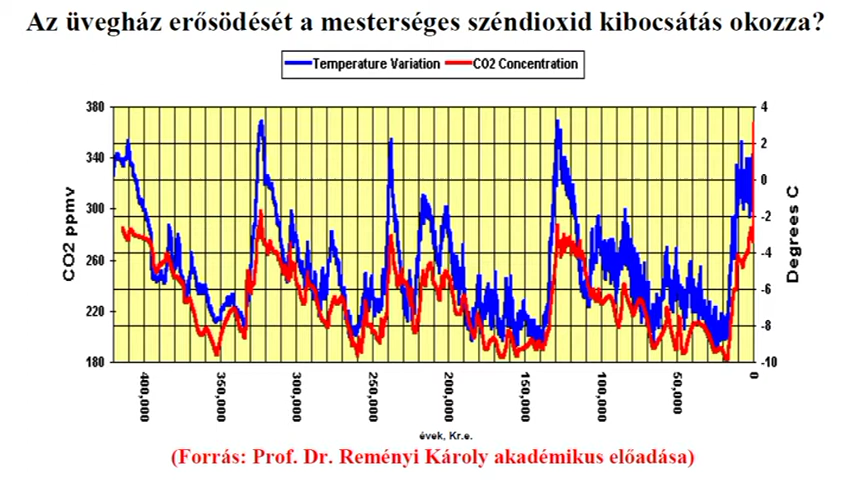 Az üvegház erősödését a mesterséges széndioxid kibocsátás okozza?
Temperature Variation CO2 Concentration
CO2 ppmv
380
340
300
260
220
180
4
2
0
-2
-4
-6
-8
-10
Degrees C
400,000 350,000 300,000 250,000 200,000 150,000 100,000 50,000 0
évek, Kr.e.
(Forrás: Prof. Dr. Reményi Károly akadémikus előadása)